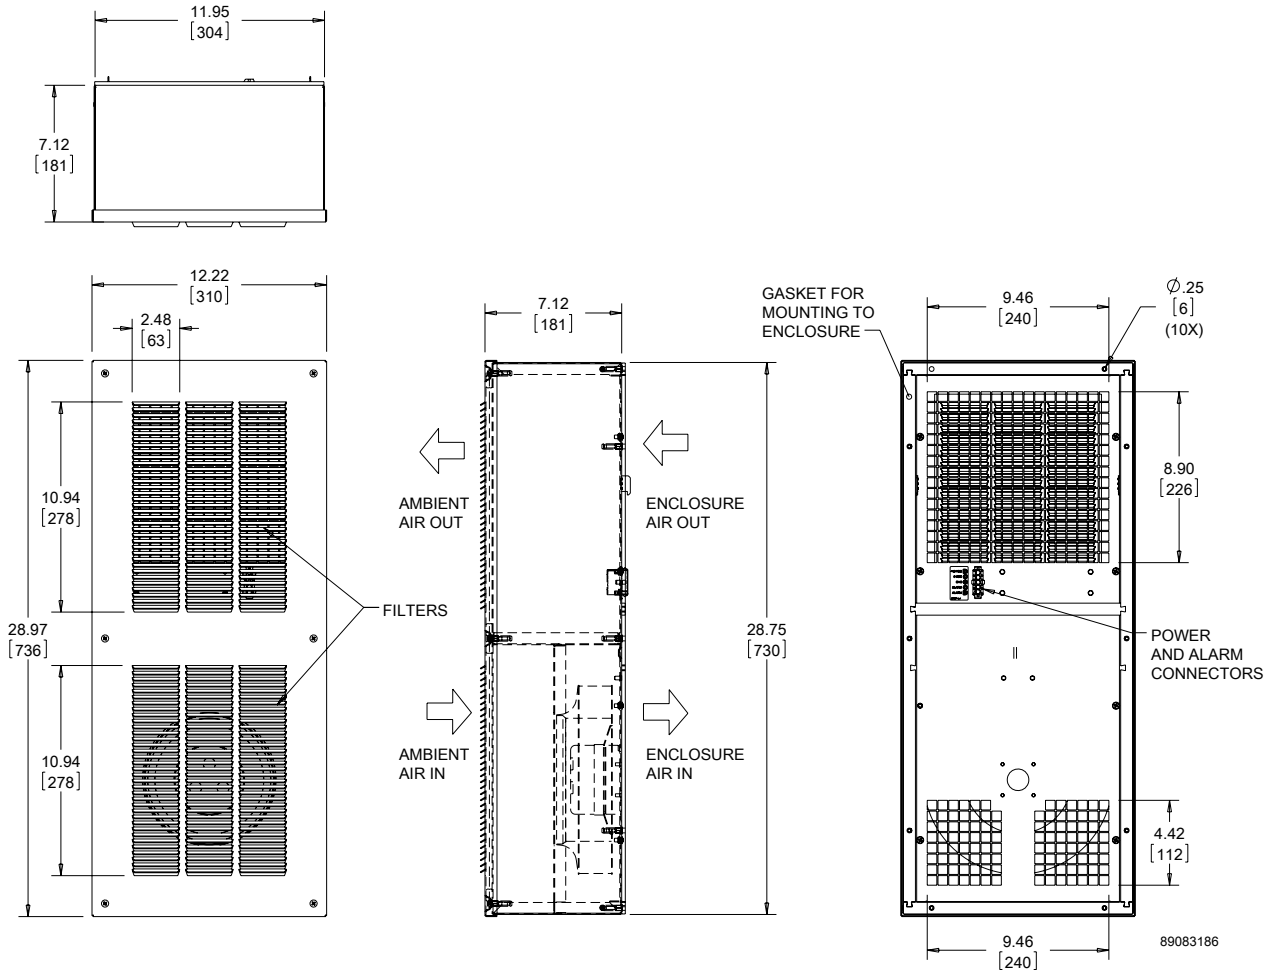 11.95
[304]
7.12
[181]
12.22
[310]
2.48
[63]
10.94
[278]
28.97
[736]
10.94
[278]
FILTERS
7.12
[181]
AMBIENT
AIR OUT
ENCLOSURE
AIR OUT
28.75
[730]
AMBIENT
AIR IN
ENCLOSURE
AIR IN
GASKET FOR
MOUNTING TO
ENCLOSURE
9.46
[240]
Ø.25
[6]
(10X)
8.90
[226]
POWER
AND ALARM
CONNECTORS
4.42
[112]
9.46
[240]
89083186